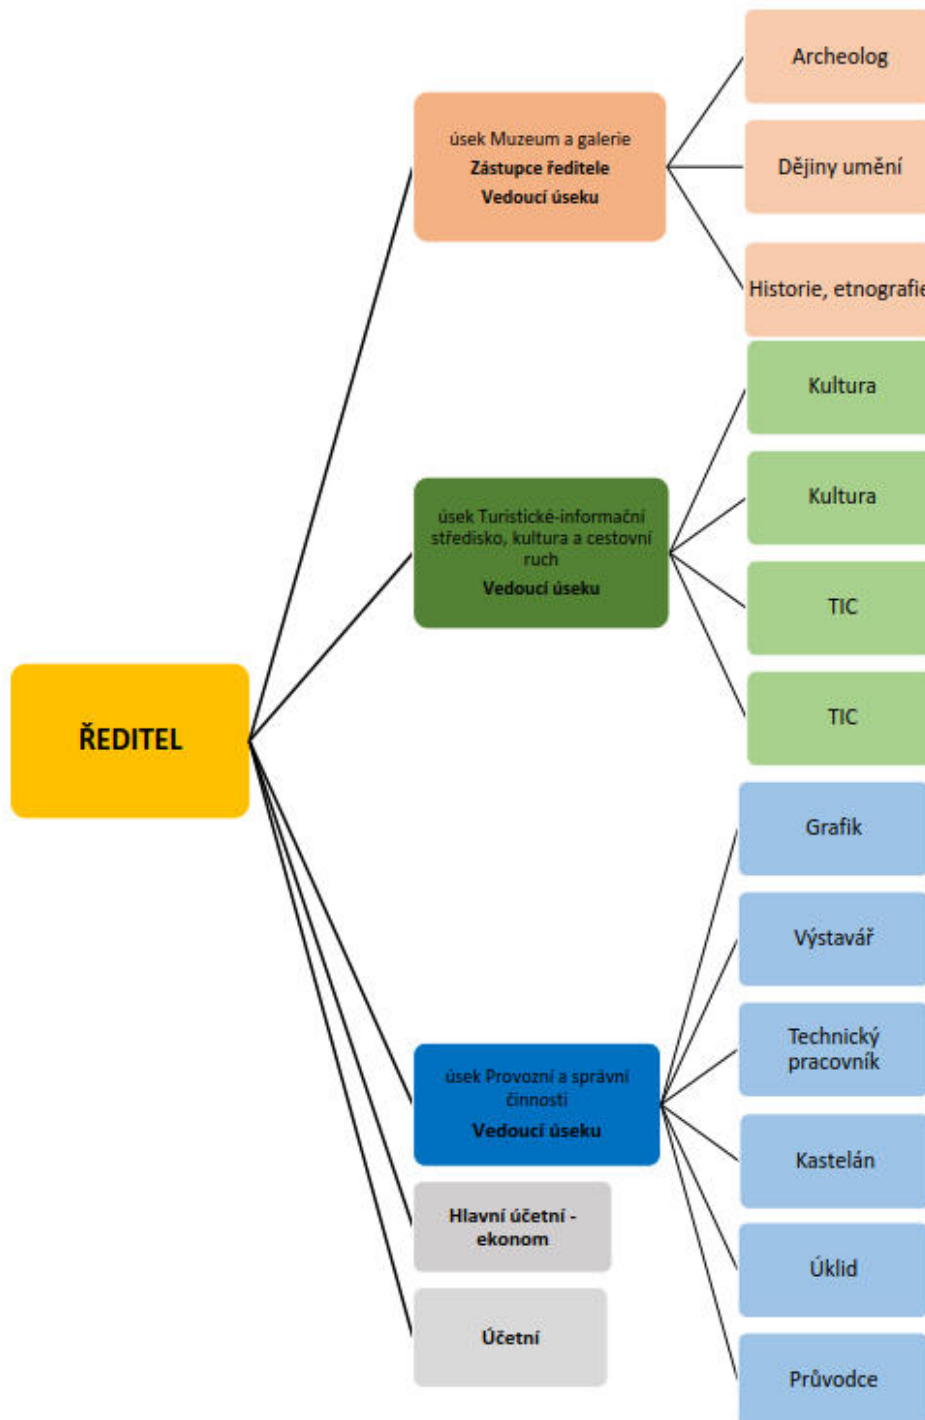 Archeolog
úsek Muzeum a galerie
Zástupce ředitele
Vedoucí úseku
Dějiny umění
Historie, etnografie
Kultura
Kultura
úsek Turistické-informační
středisko, kultura a cestovní
ruch
Vedoucí úseku
TIC
TIC
ŘEDITEL
Grafik
Výstavář
Technický
pracovník
úsek Provozní a správní
činnosti
Vedoucí úseku
Kastelán
Hlavní účetní -
ekonom
Úklid
Účetní
Průvodce